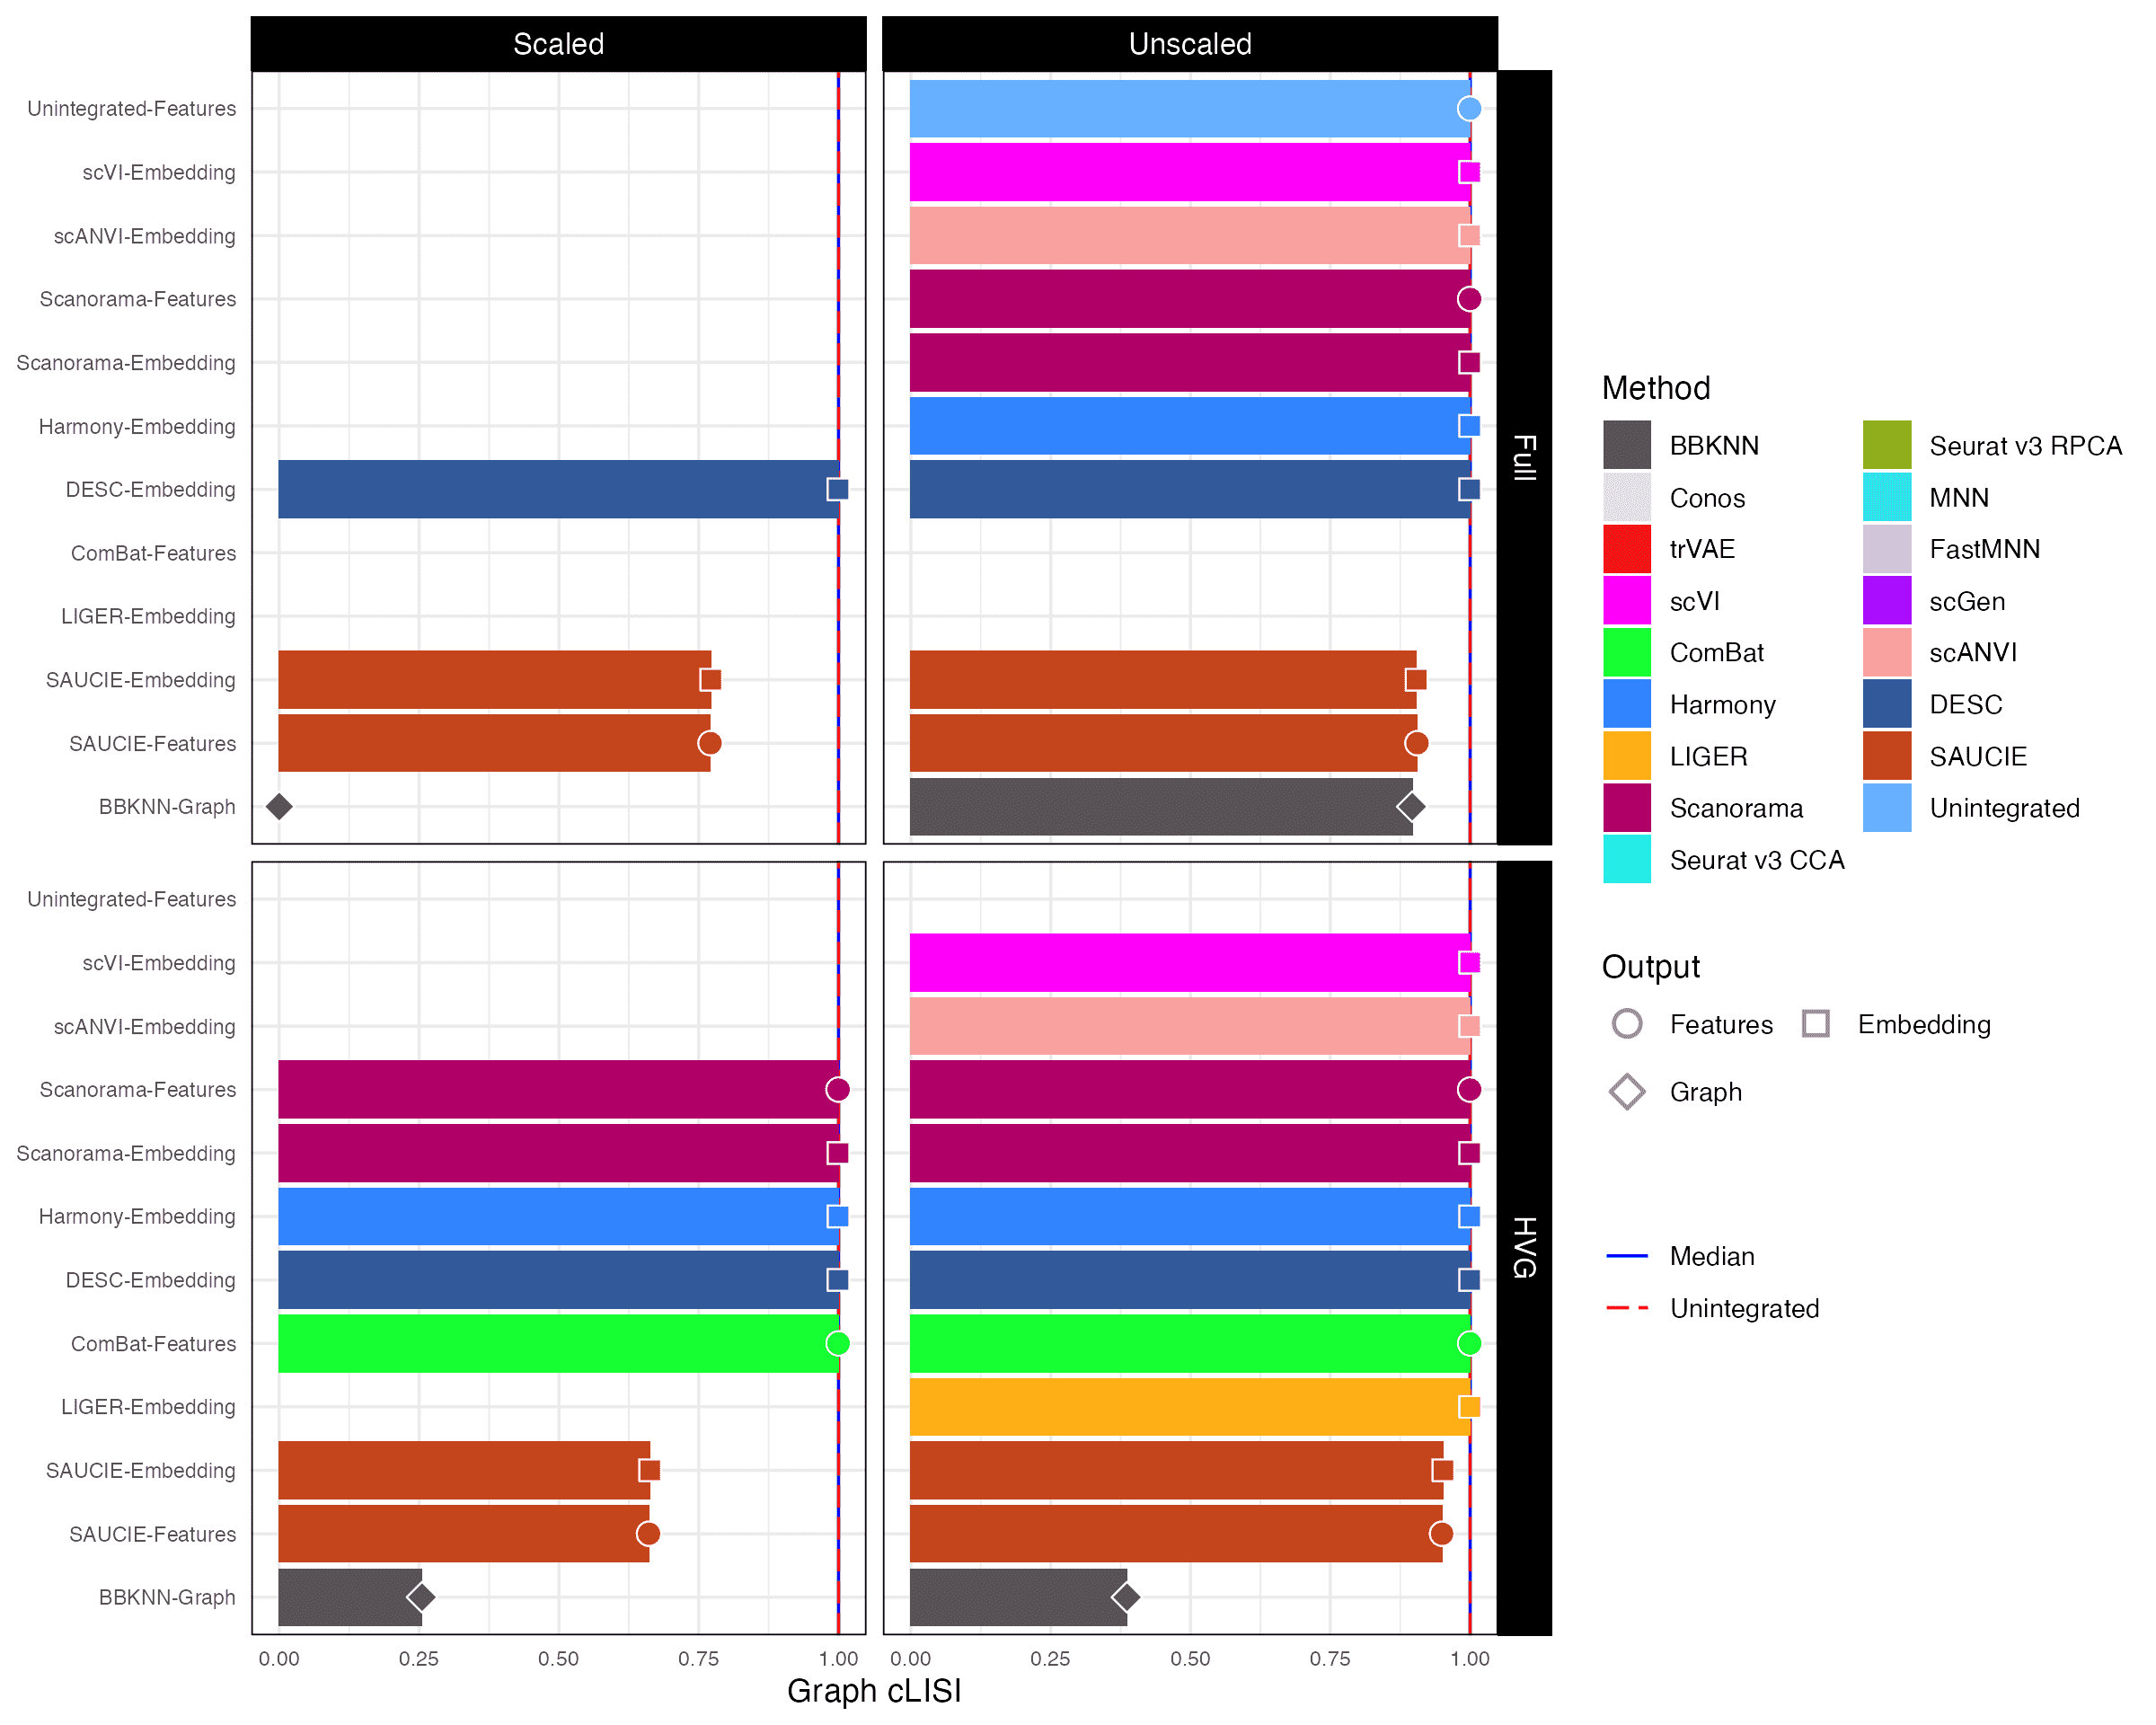 Scaled
Unscaled
Unintegrated-Features
scVI-Embedding
scANVI-Embedding
Scanorama-Features
Scanorama-Embedding
Harmony-Embedding
DESC-Embedding
ComBat-Features
LIGER-Embedding
SAUCIE-Embedding
SAUCIE-Features
BBKNN-Graph
Full
Unintegrated-Features
scVI-Embedding
scANVI-Embedding
Scanorama-Features
Scanorama-Embedding
Harmony-Embedding
DESC-Embedding
ComBat-Features
LIGER-Embedding
SAUCIE-Embedding
SAUCIE-Features
BBKNN-Graph
HVG
0.00 0.25 0.50 0.75 1.00
0.00 0.25 0.50 0.75 1.00
Graph cLISI
Method
BBKNN
Conos
trVAE
scVI
ComBat
Harmony
LIGER
Scanorama
Seurat v3 CCA
Seurat v3 RPCA
MNN
FastMNN
scGen
scANVI
DESC
SAUCIE
Unintegrated
Output
Features
Embedding
Graph
Median
Unintegrated